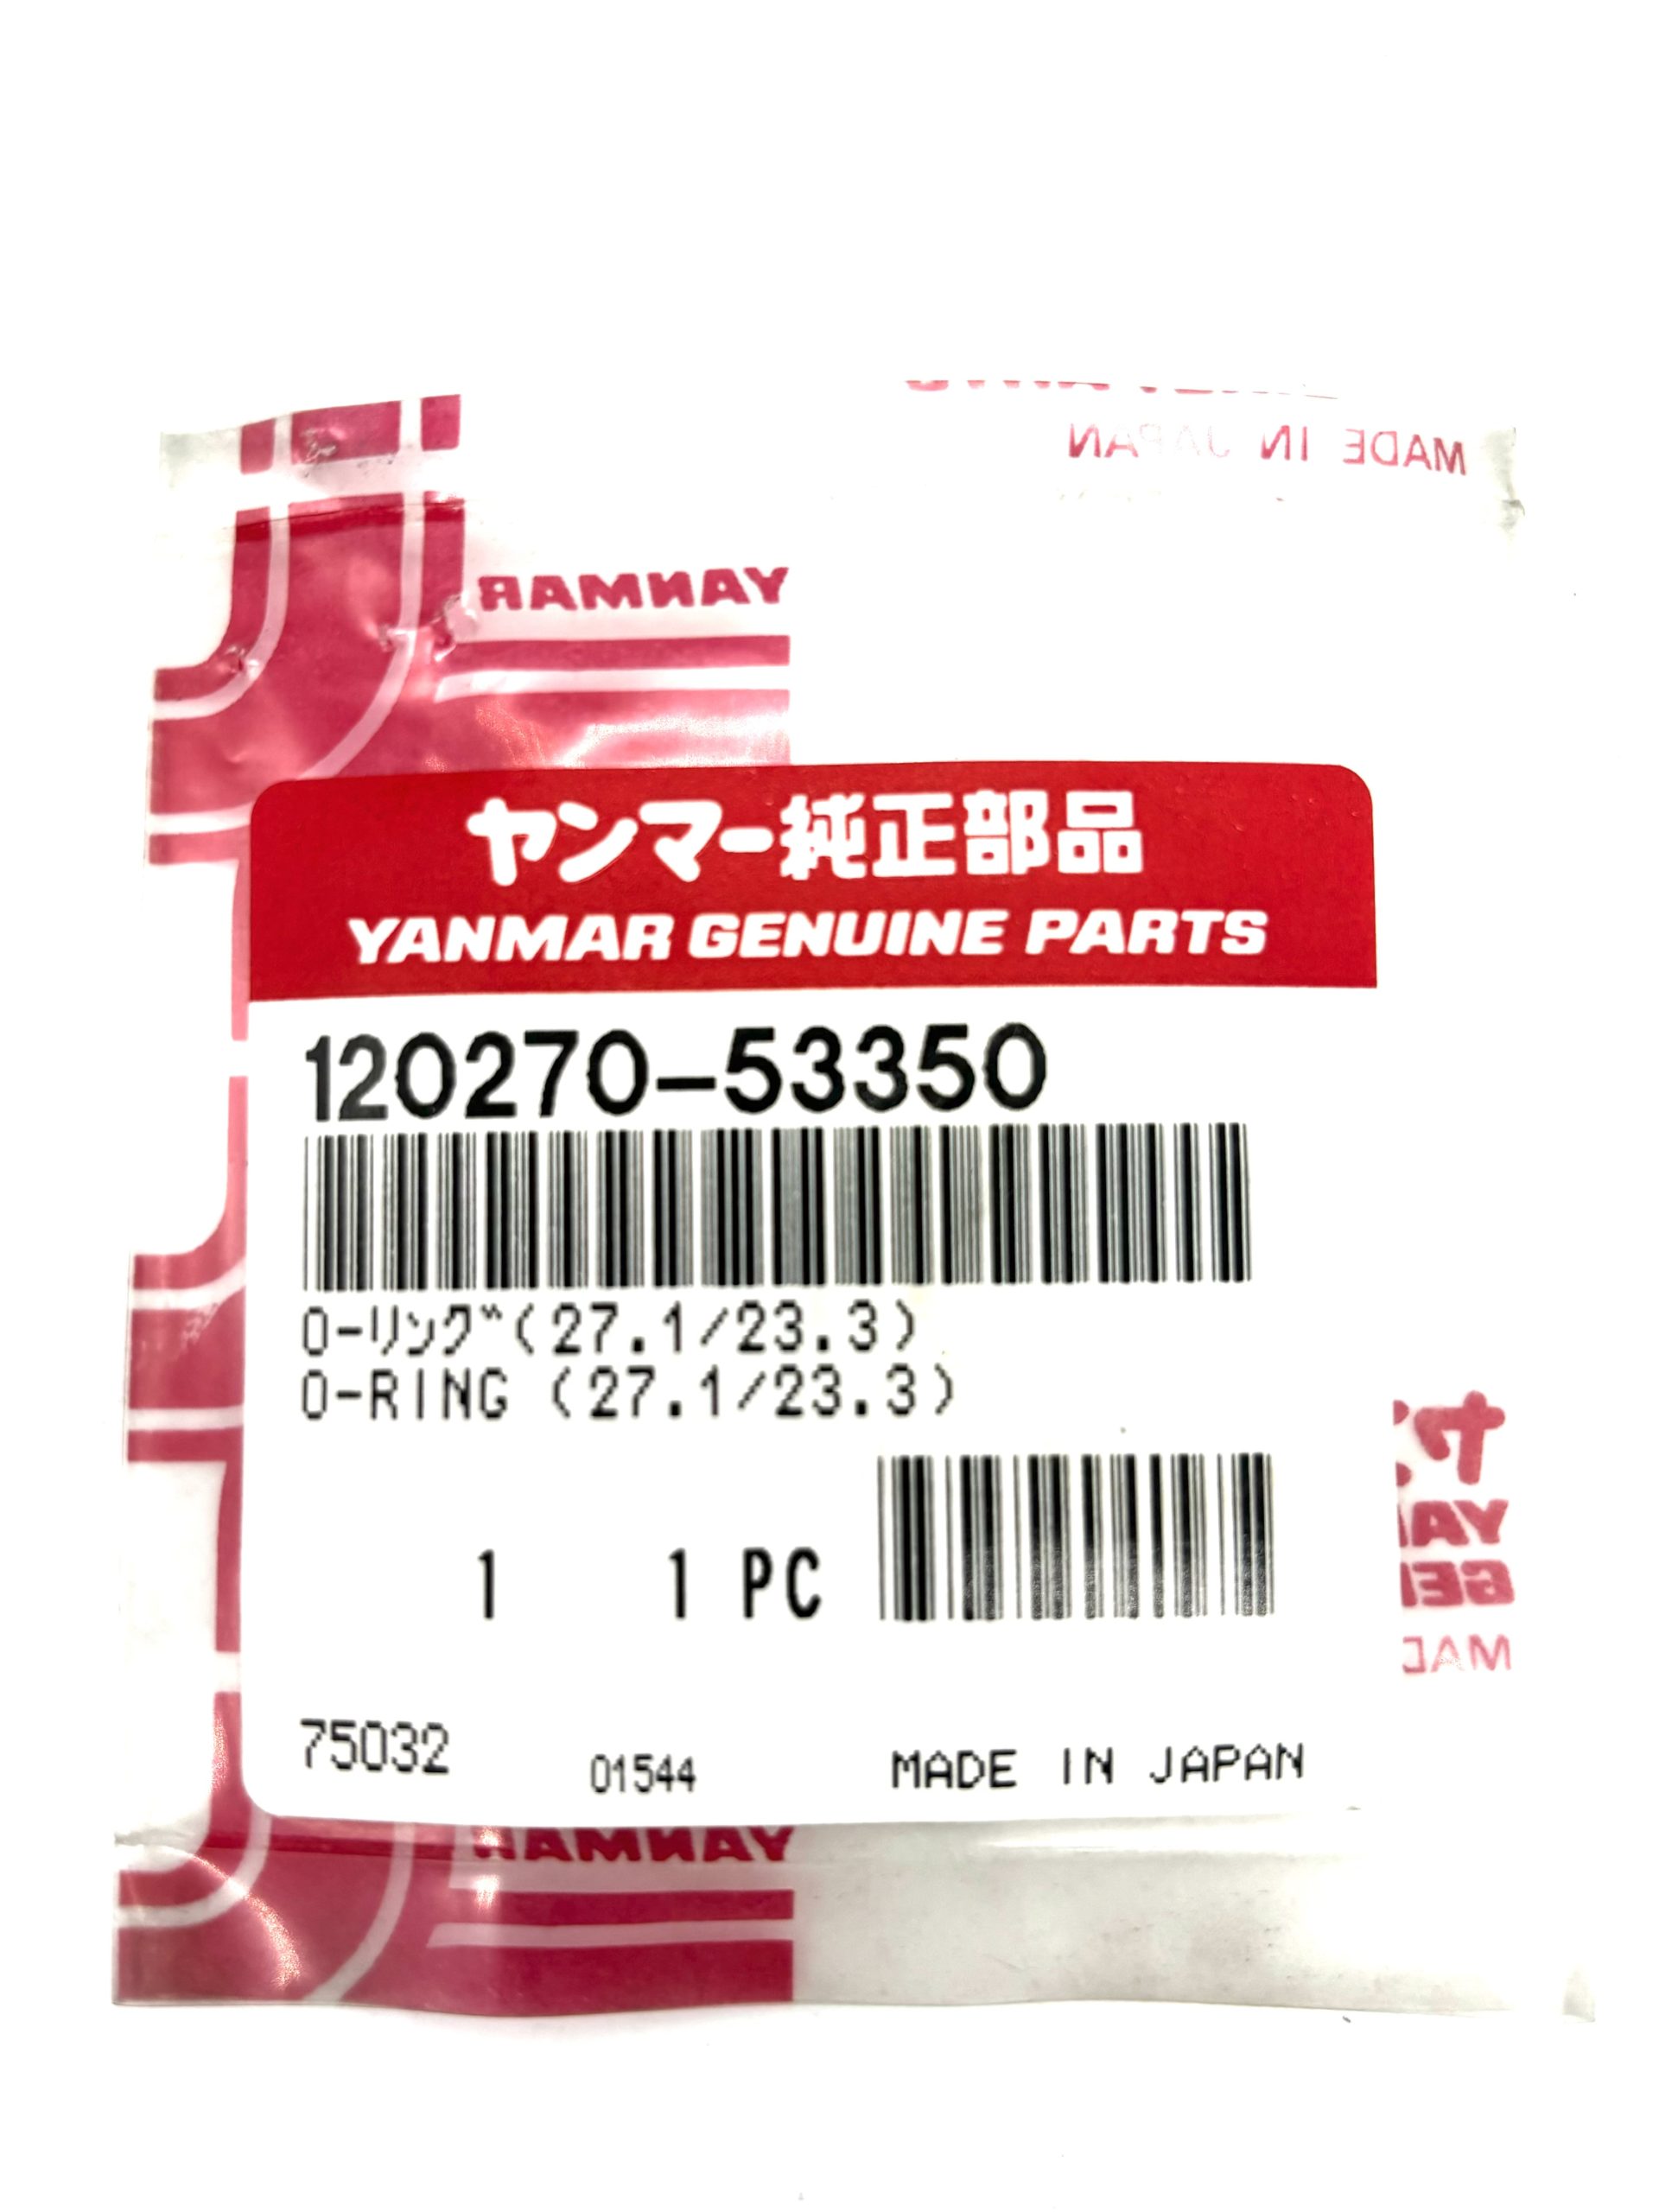 MADE IN JAPAN
YANMAR
ヤンマー純正部品
YANMAR GENUINE PARTS
120270-53350
O-リング(27.1/23.3)
O-RING (27.1/23.3)
1 1 PC
75032 01544 MADE IN JAPAN
YANMAR